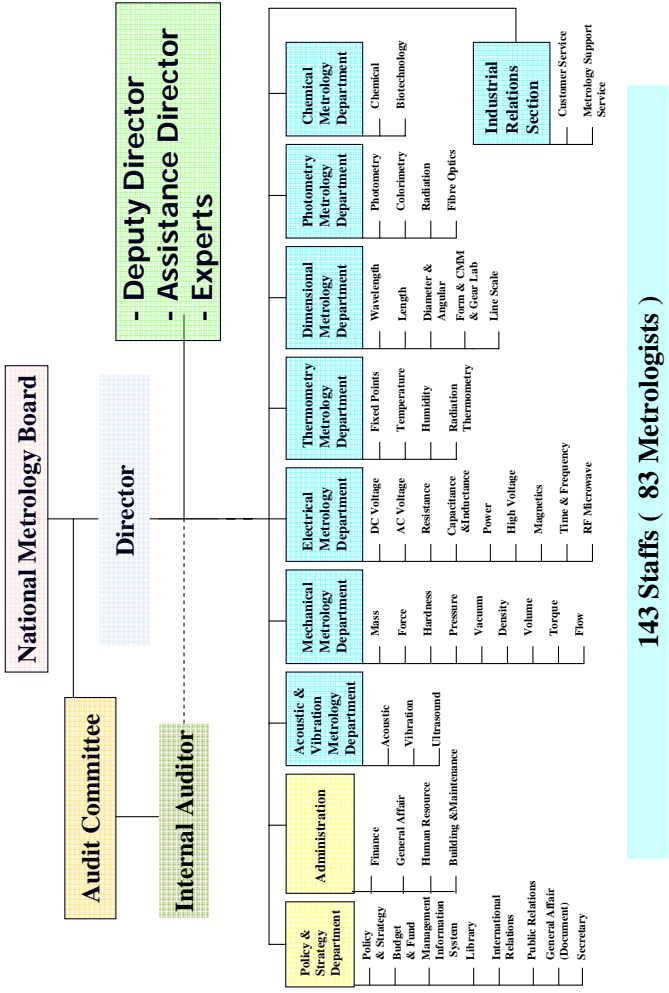 National Metrology Board
Audit Committee
Director
Internal Auditor
- Deputy Director
- Assistance Director
- Experts
Policy &
Strategy
Department
Policy
& Strategy
Budget
& Fund
Management
Information
System
Library
International
Relations
Public Relations
General Affair
(Document)
Secretary
Administration
Finance
General Affair
Human Resource
Building &Maintenance
Acoustic &
Vibration
Metrology
Department
Acoustic
Vibration
Ultrasound
Mechanical
Metrology
Department
Mass
Force
Hardness
Pressure
Vacuum
Density
Volume
Torque
Flow
Electrical
Metrology
Department
DC Voltage
AC Voltage
Resistance
Capacitance
&Inductance
Power
High Voltage
Magnetics
Time & Frequency
RF Microwave
Thermometry
Metrology
Department
Fixed Points
Temperature
Humidity
Radiation
Thermometry
Dimensional
Metrology
Department
Wavelength
Length
Diameter &
Angular
Form & CMM
& Gear Lab
Line Scale
Photometry
Metrology
Department
Photometry
Colorimetry
Radiation
Fibre Optics
Chemical
Metrology
Department
Chemical
Biotechnology
Industrial
Relations
Section
Customer Service
Metrology Support
Service
143 Staffs ( 83 Metrologists )